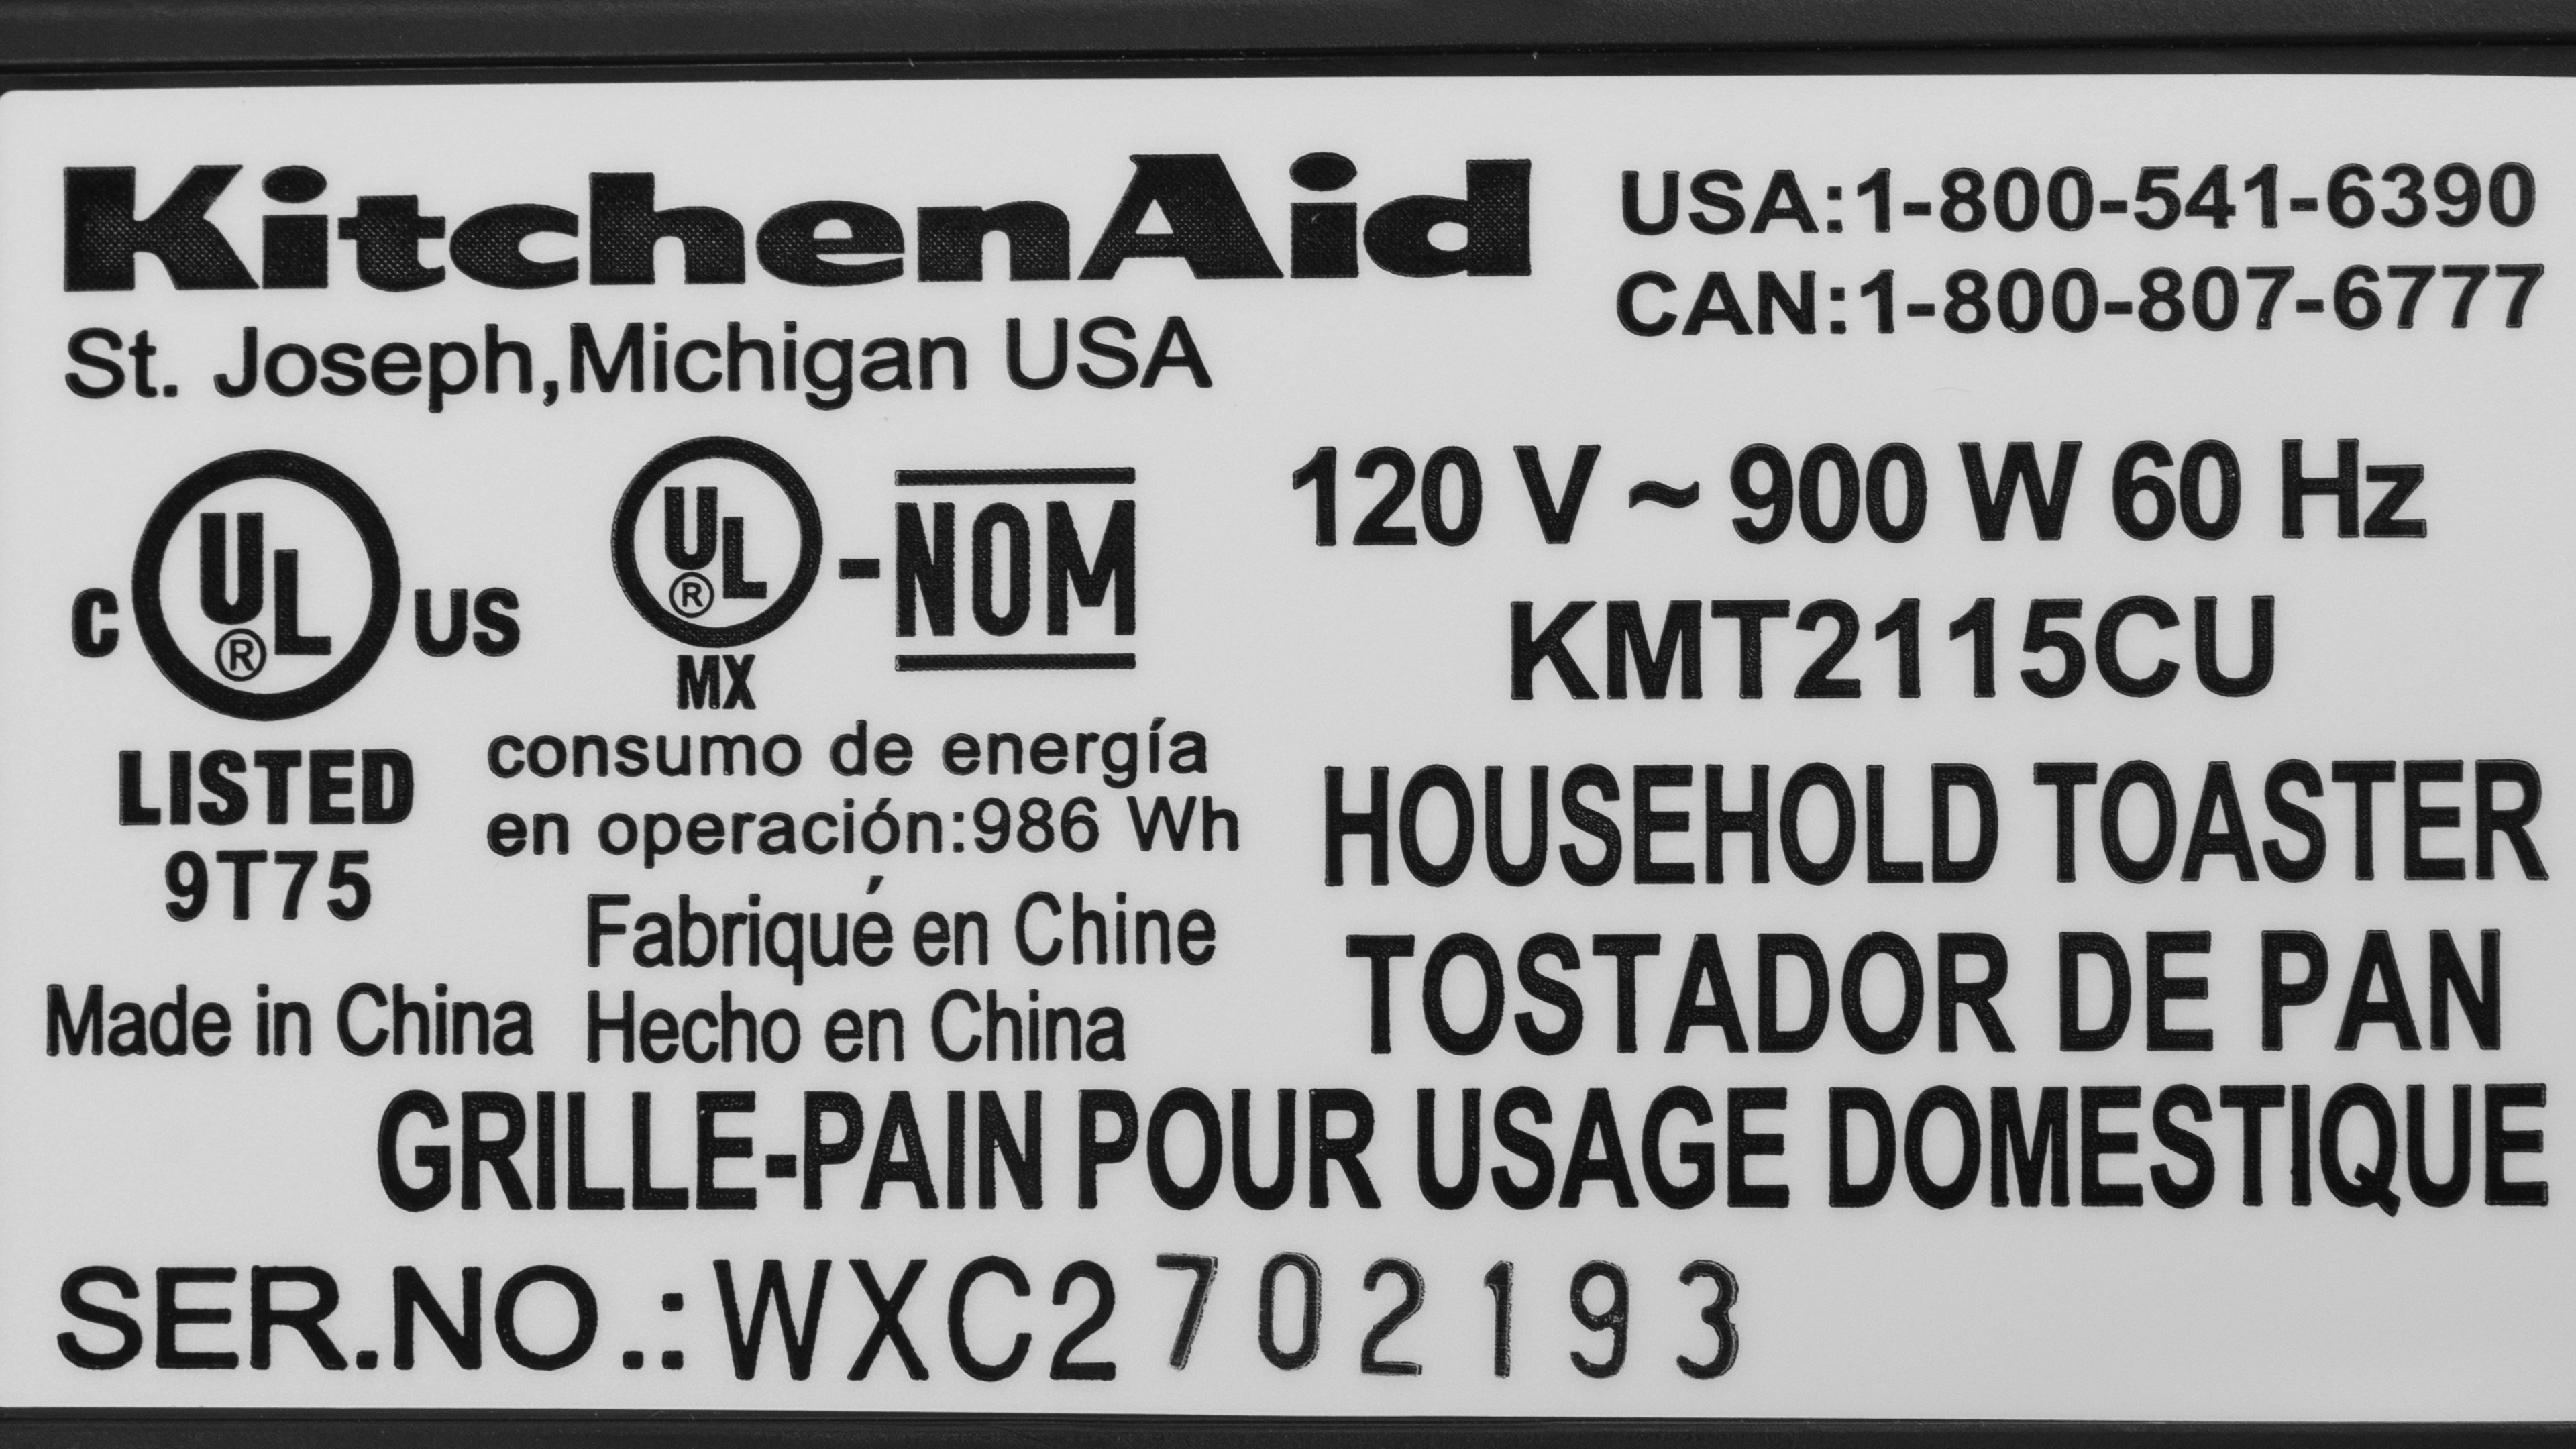 KitchenAid
St. Joseph,Michigan USA
USA:1-800-541-6390
CAN:1-800-807-6777
C UL® US
LISTED
9T75
UL®
MX
-NOM
120 V ~ 900 W 60 Hz
KMT2115CU
consumo de energía
en operación:986 Wh
HOUSEHOLD TOASTER
Fabriqué en Chine
TOSTADOR DE PAN
Made in China
Hecho en China
GRILLE-PAIN POUR USAGE DOMESTIQUE
SER.NO.:WXC2702193